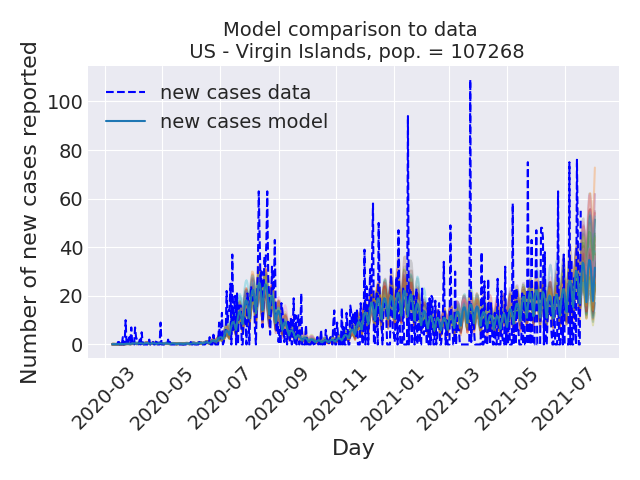 Model comparison to data
US - Virgin Islands, pop. = 107268
Number of new cases reported
new cases data
new cases model
100
80
60
40
20
0
2020-03
2020-05
2020-07
2020-09
2020-11
2021-01
2021-03
2021-05
2021-07
Day